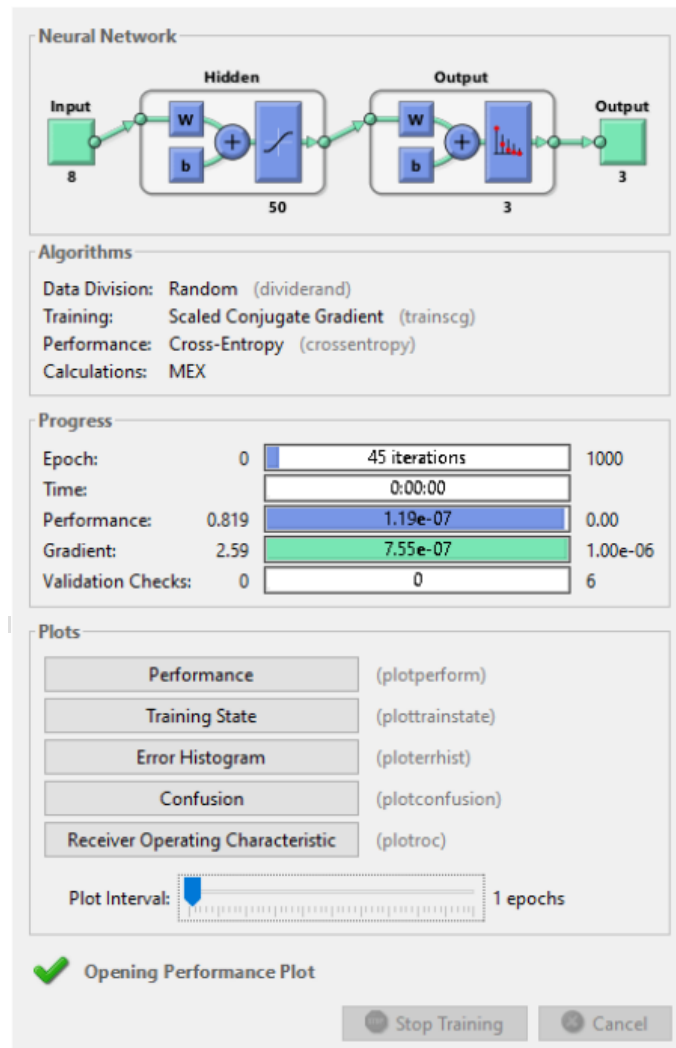 Neural Network
Hidden
Output
Input
Output
W
W
+
+
b
b
8
3
50
3
Algorithms
Data Division: Random (dividerand)
Training: Scaled Conjugate Gradient (trainscg)
Performance: Cross-Entropy (crossentropy)
Calculations: MEX
Progress
Epoch: 0 45 iterations 1000
Time: 0:00:00
Performance: 0.819 1.19e-07 0.00
Gradient: 2.59 7.55e-07 1.00e-06
Validation Checks: 0 0 6
Plots
Performance (plotperform)
Training State (plottrainstate)
Error Histogram (ploterrhist)
Confusion (plotconfusion)
Receiver Operating Characteristic (plotroc)
Plot Interval: 1 epochs
Opening Performance Plot
Stop Training Cancel